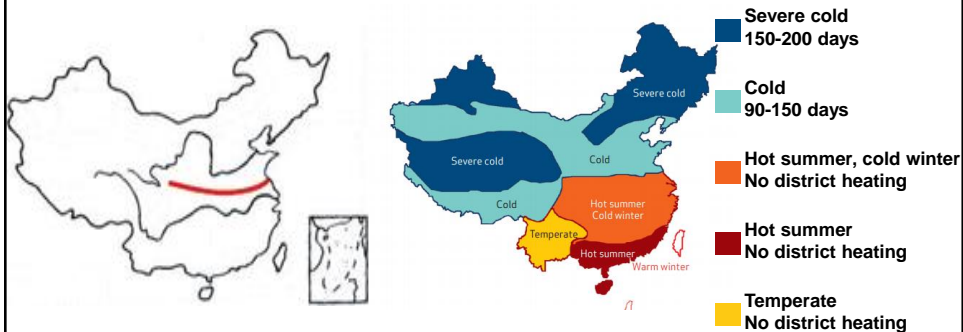 Severe cold
Severe cold
Cold
Cold
Hot summer
Cold winter
Temperate
Hot summer
Warm winter
Severe cold
150-200 days
Cold
90-150 days
Hot summer, cold winter
No district heating
Hot summer
No district heating
Temperate
No district heating